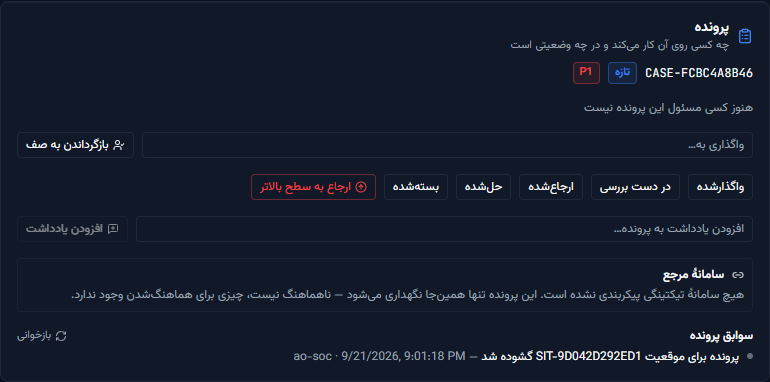 پرونده
چه کسی روی آن کار می‌کند و در چه وضعیتی است
CASE-FCBC4A8B46 تازه P1
هنوز کسی مسئول این پرونده نیست
واگذاری به... بازگرداندن به صف
واگذارشده در دست بررسی ارجاع‌شده حل‌شده بسته‌شده ارجاع به سطح بالاتر
افزودن یادداشت به پرونده... افزودن یادداشت
سامانهٔ مرجع
هیچ سامانهٔ تیکتینگی پیکربندی نشده است. این پرونده تنها همین‌جا نگهداری می‌شود — ناهماهنگ نیست، چیزی برای هماهنگ‌شدن وجود ندارد.
سوابق پرونده بازخوانی
پرونده برای موقعیت SIT-9D042D292ED1 گشوده شد — ao-soc · 9/21/2026, 9:01:18 PM